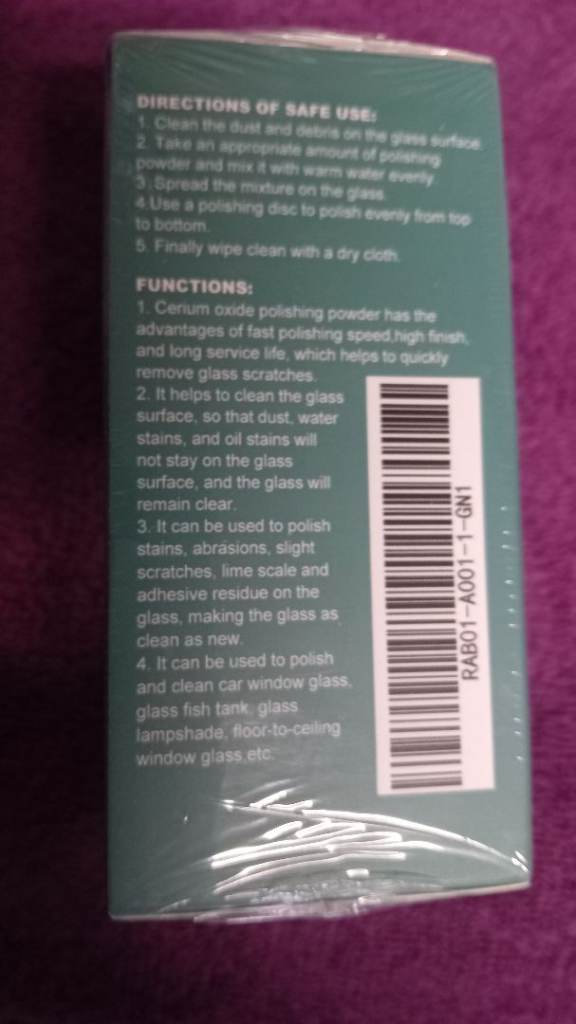 DIRECTIONS OF SAFE USE:
1. Clean the dust and debris on the glass surface.
2. Take an appropriate amount of polishing
powder and mix it with warm water evenly.
3. Spread the mixture on the glass.
4.Use a polishing disc to polish evenly from top
to bottom.
5. Finally wipe clean with a dry cloth.
FUNCTIONS:
1. Cerium oxide polishing powder has the
advantages of fast polishing speed,high finish,
and long service life, which helps to quickly
remove glass scratches.
2. It helps to clean the glass
surface, so that dust, water
stains, and oil stains will
not stay on the glass
surface, and the glass will
remain clear.
3. It can be used to polish
stains, abrasions, slight
scratches, lime scale and
adhesive residue on the
glass, making the glass as
clean as new.
4. It can be used to polish
and clean car window glass,
glass fish tank, glass
lampshade, floor-to-ceiling
window glass,etc.
RAB01-A001-1-GN1